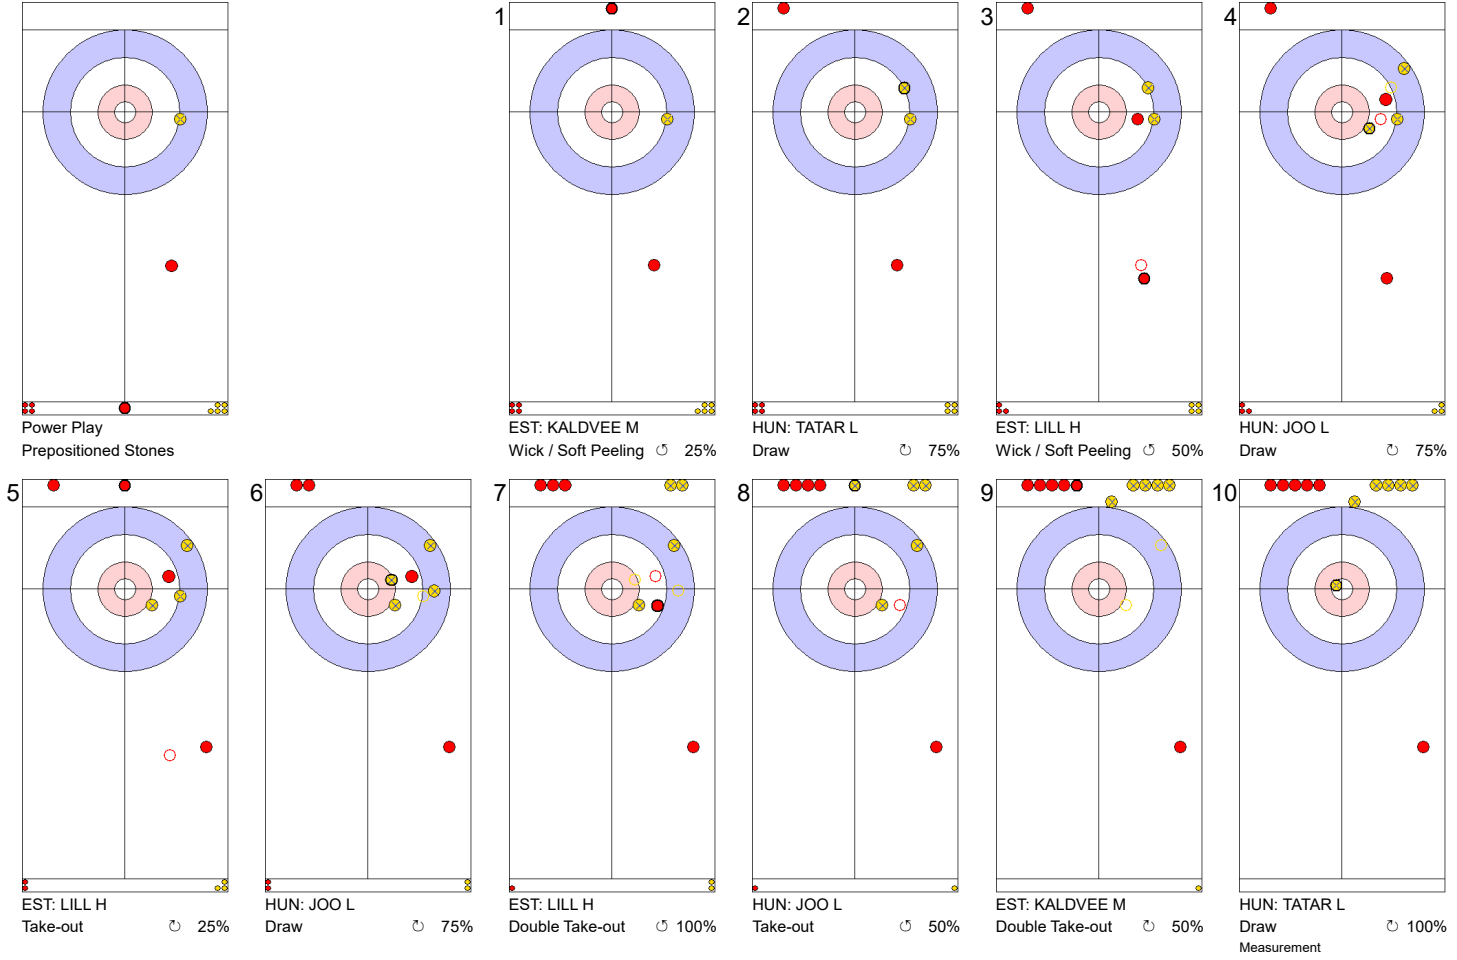 Power Play
Prepositioned Stones
1
EST: KALDVEE M
Wick / Soft Peeling ↺ 25%
2
HUN: TATAR L
Draw ↻ 75%
3
EST: LILL H
Wick / Soft Peeling ↺ 50%
4
HUN: JOO L
Draw ↻ 75%
5
EST: LILL H
Take-out ↻ 25%
6
HUN: JOO L
Draw ↻ 75%
7
EST: LILL H
Double Take-out ↺ 100%
8
HUN: JOO L
Take-out ↺ 50%
9
EST: KALDVEE M
Double Take-out ↻ 50%
10
HUN: TATAR L
Draw ↻ 100%
Measurement